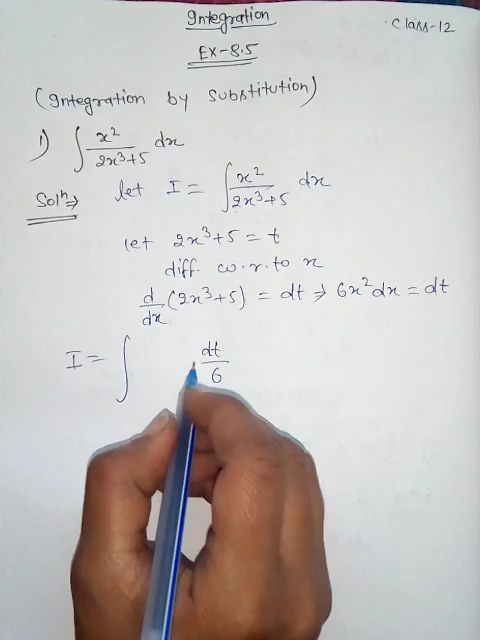 Integration
Class-12
EX-8.5
(Integration by substitution)
1) ∫ x²/2x³+5 dx
Solⁿ⇒ let I = ∫ x²/2x³+5 dx
let 2x³+5 = t
diff. w.r.to x
d/dx (2x³+5) = dt ⇒ 6x²dx = dt
I = ∫ dt/6